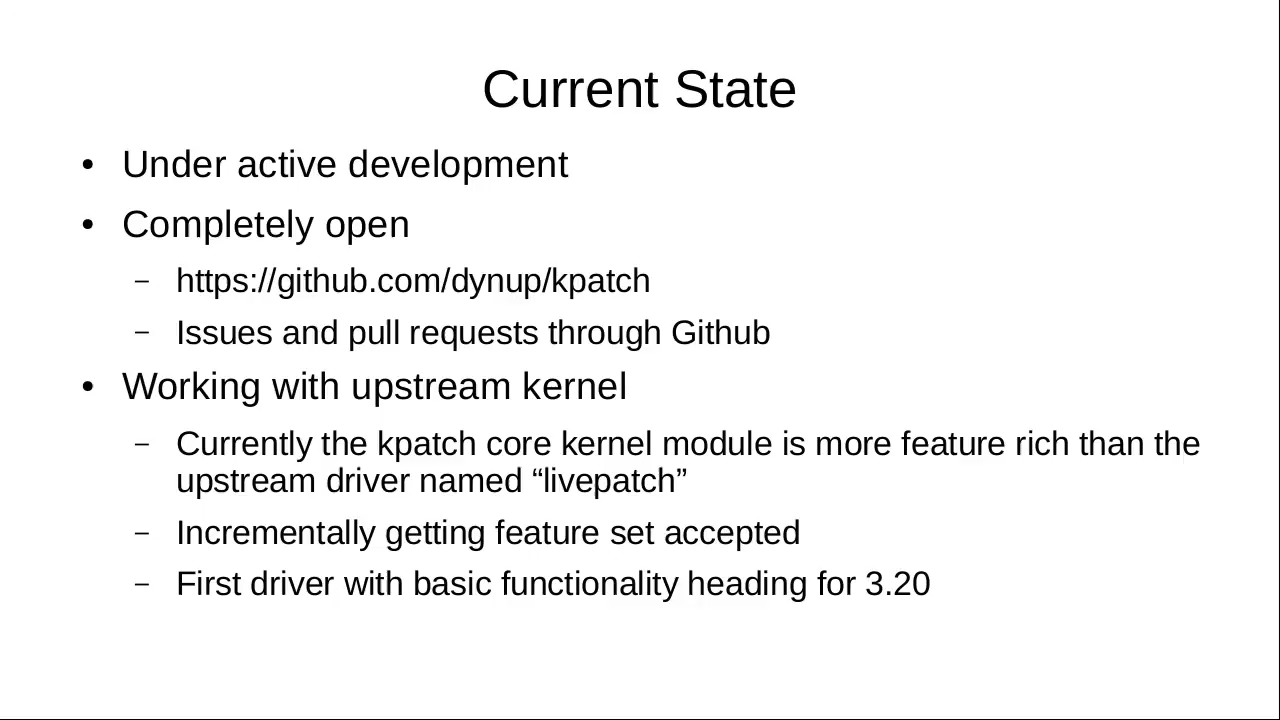 Current State
• Under active development
• Completely open
– https://github.com/dynup/kpatch
– Issues and pull requests through Github
• Working with upstream kernel
– Currently the kpatch core kernel module is more feature rich than the
upstream driver named “livepatch”
– Incrementally getting feature set accepted
– First driver with basic functionality heading for 3.20